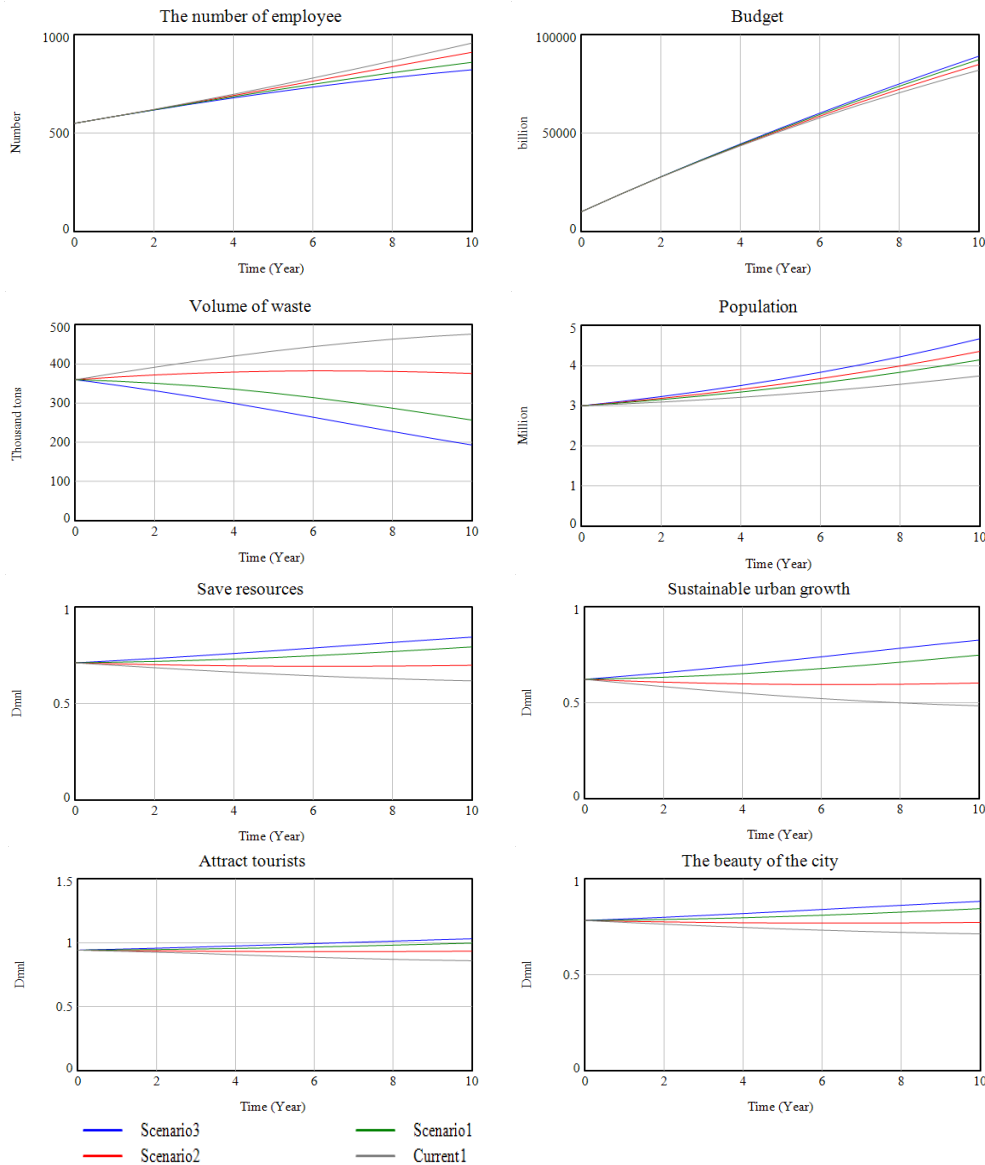 The number of employee
1000
500
0
Number
0 2 4 6 8 10
Time (Year)
Budget
100000
50000
0
billion
0 2 4 6 8 10
Time (Year)
Volume of waste
500
400
300
200
100
0
Thousand tons
0 2 4 6 8 10
Time (Year)
Population
5
4
3
2
1
0
Million
0 2 4 6 8 10
Time (Year)
Save resources
1
0.5
0
Dmnl
0 2 4 6 8 10
Time (Year)
Sustainable urban growth
1
0.5
0
Dmnl
0 2 4 6 8 10
Time (Year)
Attract tourists
1.5
1
0.5
0
Dmnl
0 2 4 6 8 10
Time (Year)
The beauty of the city
1
0.5
0
Dmnl
0 2 4 6 8 10
Time (Year)
Scenario3 Scenario1
Scenario2 Current1